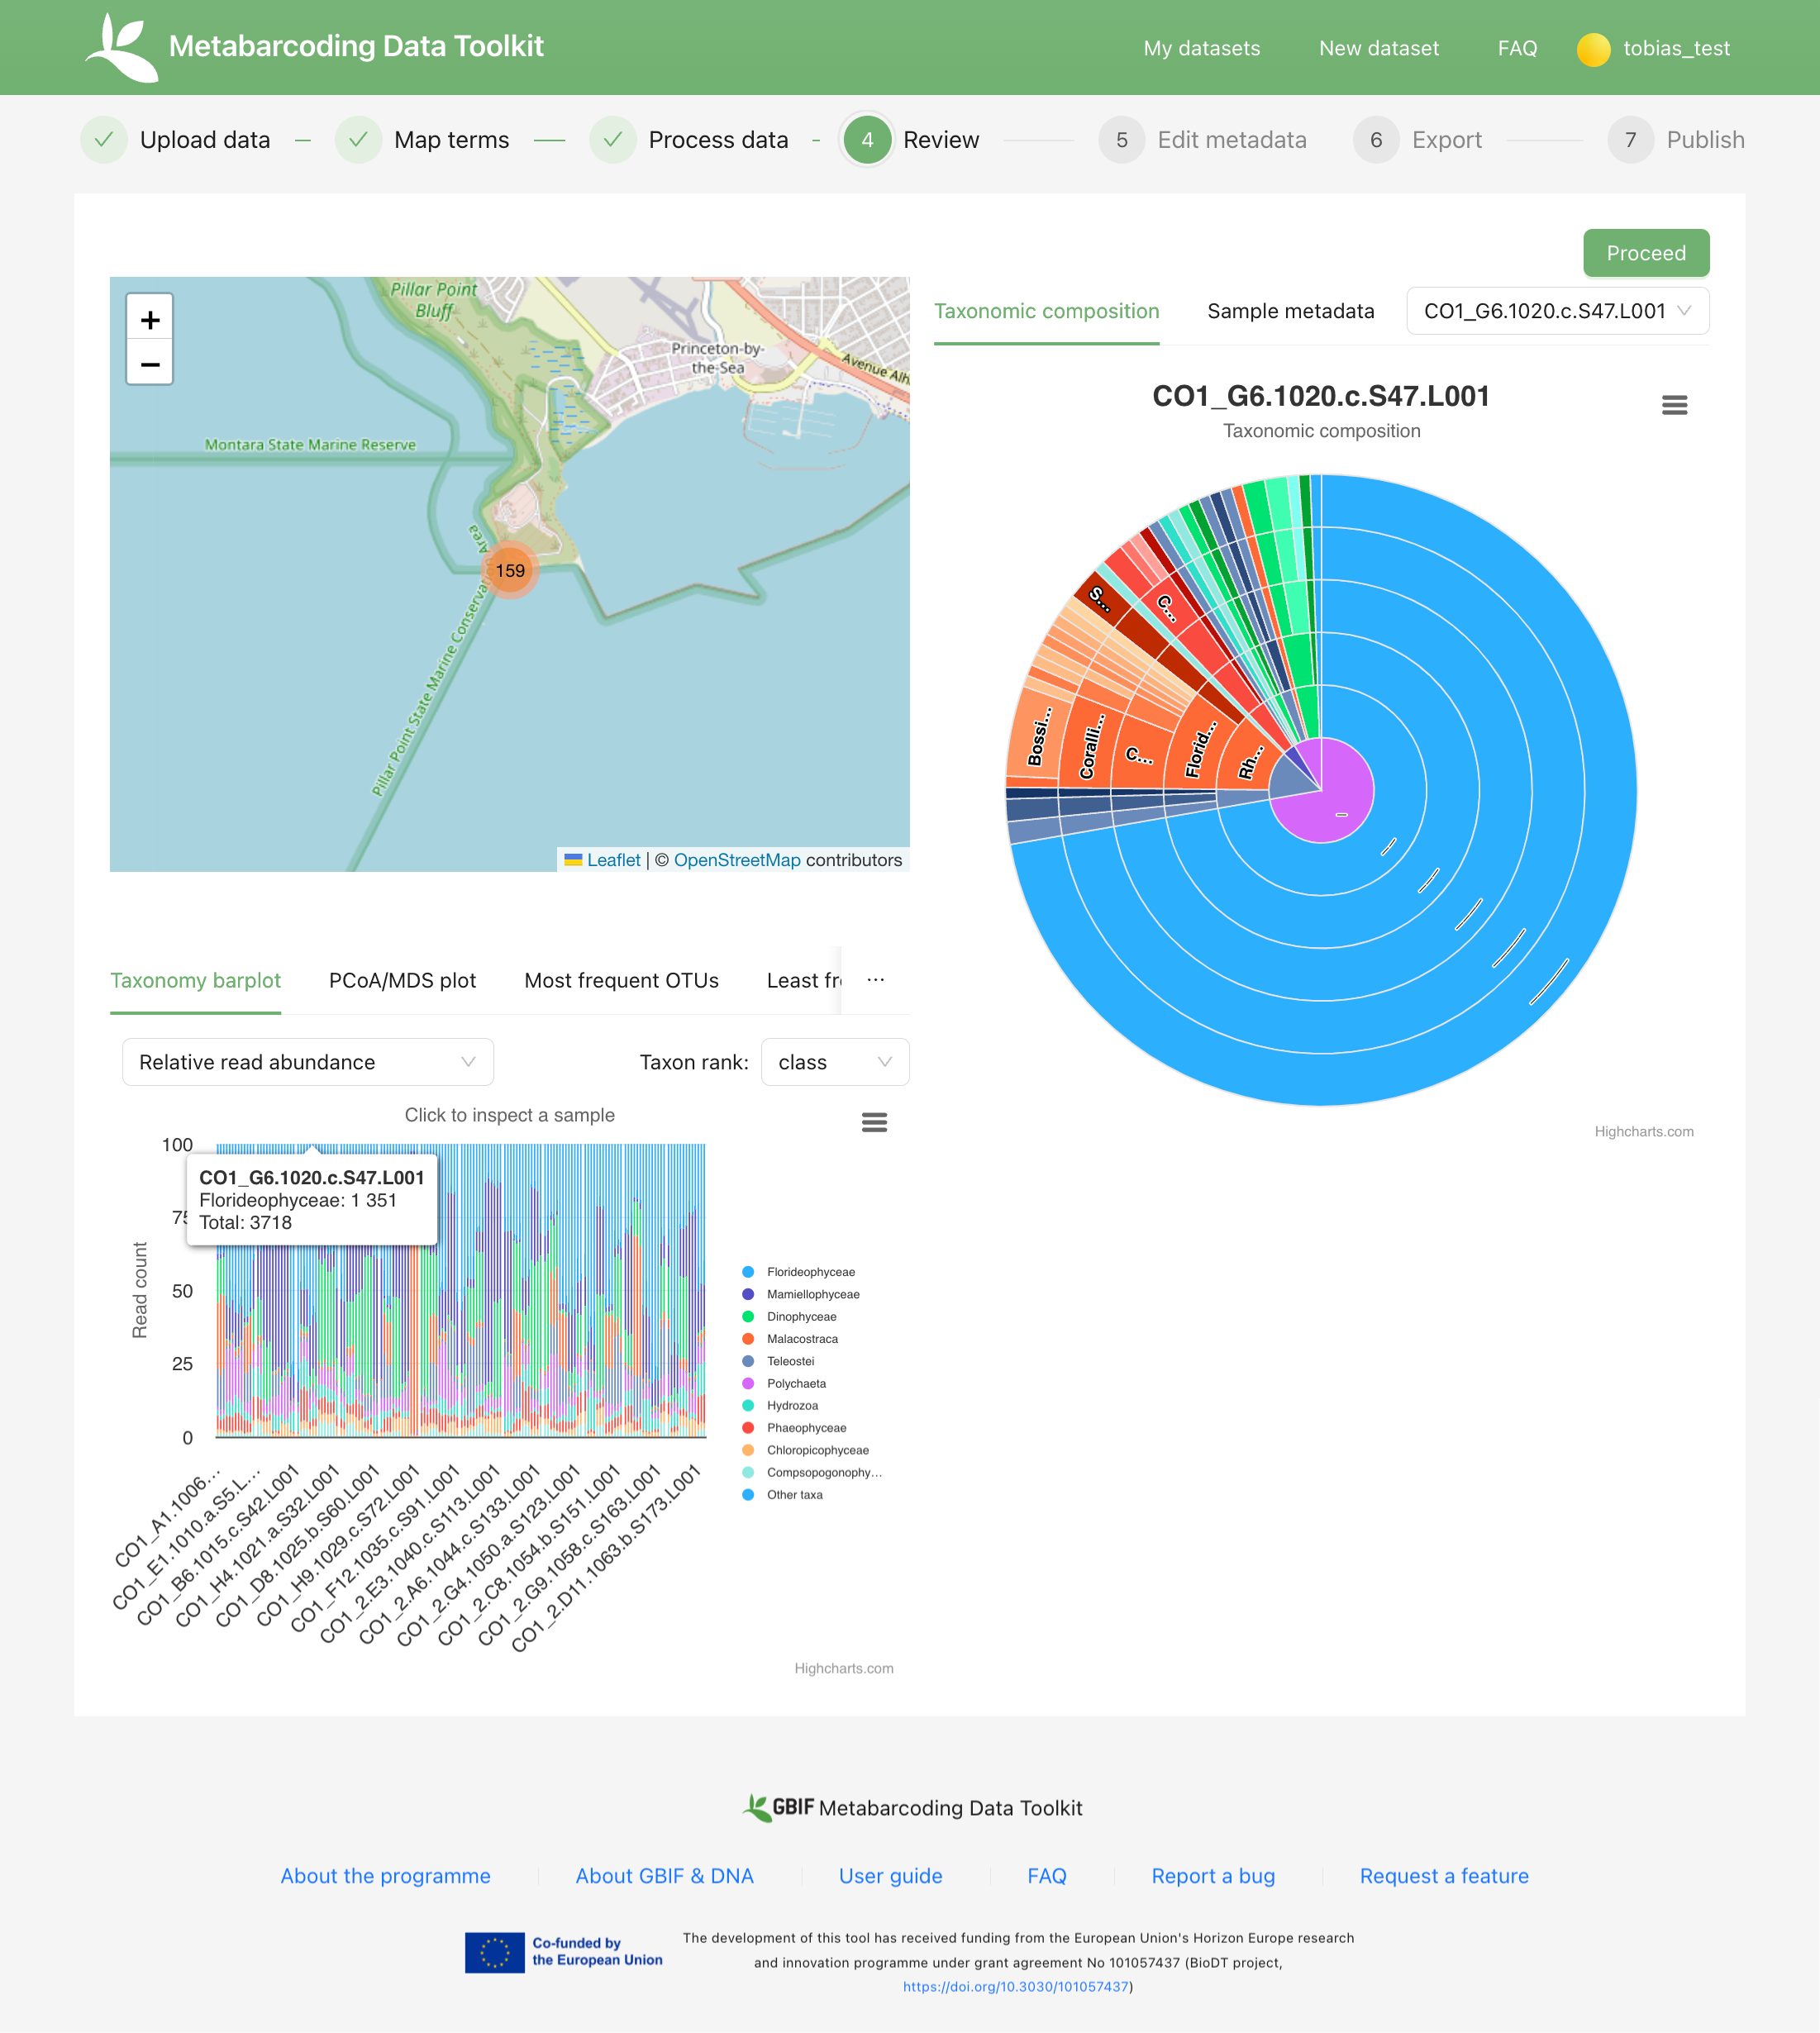 Metabarcoding Data Toolkit
My datasets
New dataset
FAQ
tobias_test
Upload data
Map terms
Process data
4
Review
5
Edit metadata
6
Export
7
Publish
Proceed
+
−
Pillar Point
Bluff
Princeton-by-
the-Sea
Avenue Alh
Montara State Marine Reserve
159
Pillar Point State Marine Conservation
Area
Leaflet | © OpenStreetMap contributors
Taxonomic composition
Sample metadata
CO1_G6.1020.c.S47.L001
CO1_G6.1020.c.S47.L001
Taxonomic composition
S...
C...
Bossi...
Coralli...
C...
Florid...
Rh...
Highcharts.com
Taxonomy barplot
PCoA/MDS plot
Most frequent OTUs
Least fr
···
Relative read abundance
Taxon rank:
class
Click to inspect a sample
100
75
50
25
0
Read count
CO1_G6.1020.c.S47.L001
Florideophyceae: 1 351
Total: 3718
Florideophyceae
Mamiellophyceae
Dinophyceae
Malacostraca
Teleostei
Polychaeta
Hydrozoa
Phaeophyceae
Chloropicophyceae
Compsopogonophy...
Other taxa
CO1_A1.1006...
CO1_E1.1010.a.S5.L...
CO1_B6.1015.c.S42.L001
CO1_H4.1021.a.S32.L001
CO1_D8.1025.b.S60.L001
CO1_H9.1029.c.S72.L001
CO1_F12.1035.c.S91.L001
CO1_2.E3.1040.c.S113.L001
CO1_2.A6.1044.c.S133.L001
CO1_2.G4.1050.a.S123.L001
CO1_2.C8.1054.b.S151.L001
CO1_2.G9.1058.c.S163.L001
CO1_2.D11.1063.b.S173.L001
Highcharts.com
GBIF Metabarcoding Data Toolkit
About the programme
About GBIF & DNA
User guide
FAQ
Report a bug
Request a feature
Co-funded by
the European Union
The development of this tool has received funding from the European Union's Horizon Europe research
and innovation programme under grant agreement No 101057437 (BioDT project,
https://doi.org/10.3030/101057437)